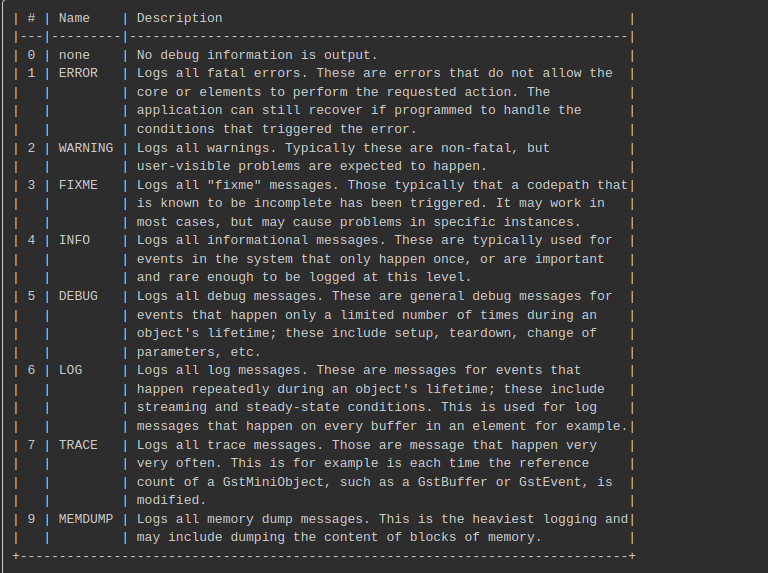 | # | Name    | Description                                                    |
|---|---------|----------------------------------------------------------------|
| 0 | none    | No debug information is output.                                |
| 1 | ERROR   | Logs all fatal errors. These are errors that do not allow the  |
|   |         | core or elements to perform the requested action. The          |
|   |         | application can still recover if programmed to handle the      |
|   |         | conditions that triggered the error.                           |
| 2 | WARNING | Logs all warnings. Typically these are non-fatal, but          |
|   |         | user-visible problems are expected to happen.                  |
| 3 | FIXME   | Logs all "fixme" messages. Those typically that a codepath that|
|   |         | is known to be incomplete has been triggered. It may work in   |
|   |         | most cases, but may cause problems in specific instances.      |
| 4 | INFO    | Logs all informational messages. These are typically used for  |
|   |         | events in the system that only happen once, or are important   |
|   |         | and rare enough to be logged at this level.                    |
| 5 | DEBUG   | Logs all debug messages. These are general debug messages for  |
|   |         | events that happen only a limited number of times during an    |
|   |         | object's lifetime; these include setup, teardown, change of    |
|   |         | parameters, etc.                                               |
| 6 | LOG     | Logs all log messages. These are messages for events that      |
|   |         | happen repeatedly during an object's lifetime; these include   |
|   |         | streaming and steady-state conditions. This is used for log    |
|   |         | messages that happen on every buffer in an element for example.|
| 7 | TRACE   | Logs all trace messages. Those are message that happen very    |
|   |         | very often. This is for example is each time the reference     |
|   |         | count of a GstMiniObject, such as a GstBuffer or GstEvent, is  |
|   |         | modified.                                                      |
| 9 | MEMDUMP | Logs all memory dump messages. This is the heaviest logging and|
|   |         | may include dumping the content of blocks of memory.           |
+------------------------------------------------------------------------------+